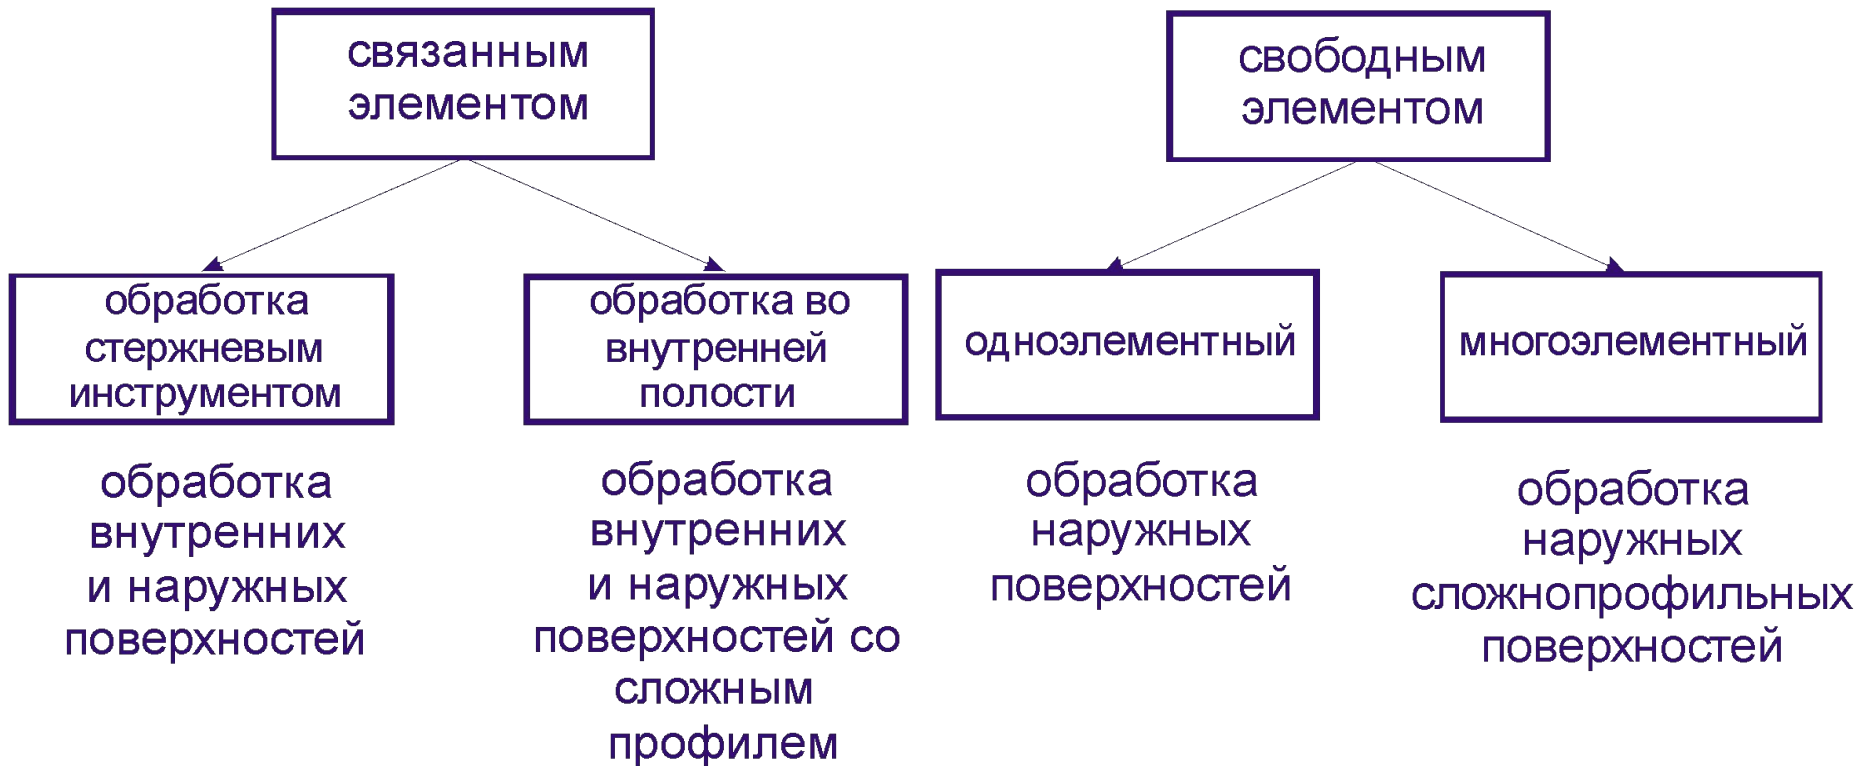 связанным
элементом
свободным
элементом
обработка
стержневым
инструментом
обработка во
внутренней
полости
одноэлементный
многоэлементный
обработка
внутренних
и наружных
поверхностей
обработка
внутренних
и наружных
поверхностей со
сложным
профилем
обработка
наружных
поверхностей
обработка
наружных
сложнопрофильных
поверхностей